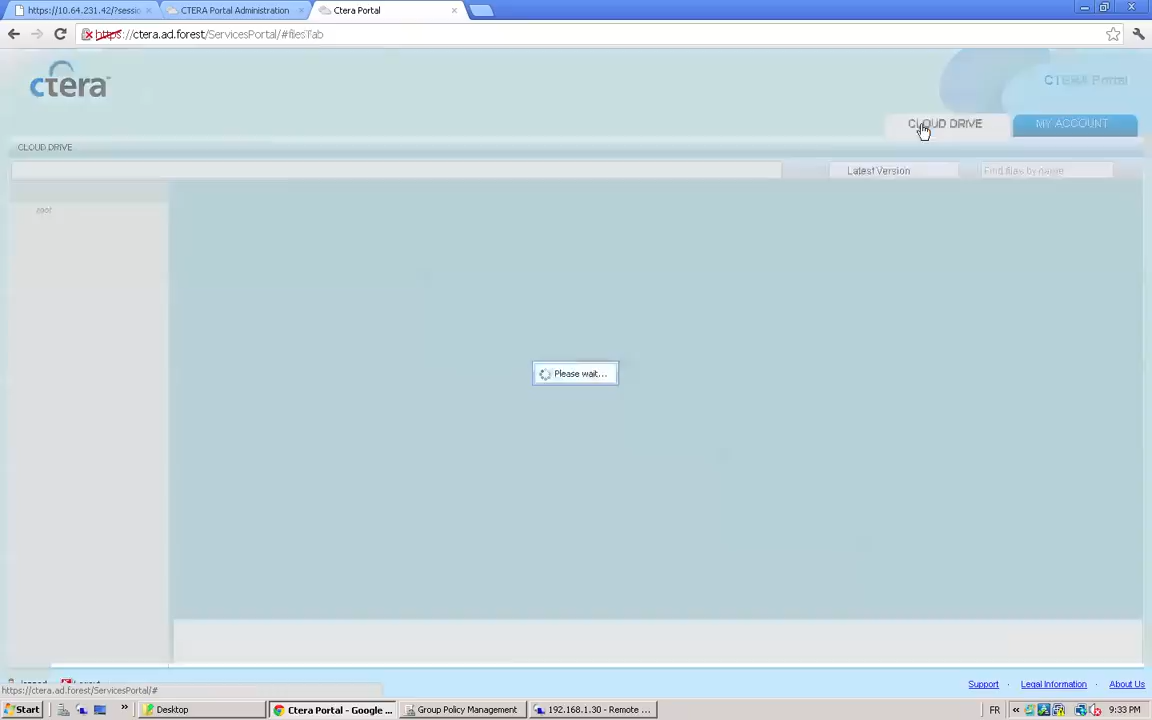 https://10.64.231.42/?sessi
CTERA Portal Administration
Ctera Portal
https://ctera.ad.forest/ServicesPortal/#filesTab
ctera
CTERA Portal
CLOUD DRIVE
MY ACCOUNT
CLOUD DRIVE
Latest Version
Find files by name
root
Please wait...
Logout
https://ctera.ad.forest/ServicesPortal/#
Support
Legal Information
About Us
Start
Desktop
Ctera Portal - Google ...
Group Policy Management
192.168.1.30 - Remote ...
FR
9:33 PM